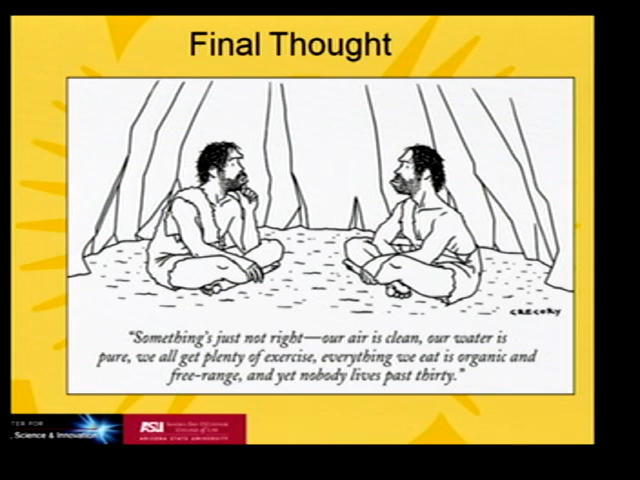 Final Thought
GREGORY
"Something's just not right—our air is clean, our water is
pure, we all get plenty of exercise, everything we eat is organic and
free-range, and yet nobody lives past thirty."
TER FOR
, Science & Innovation
ASU
ARIZONA STATE UNIVERSITY